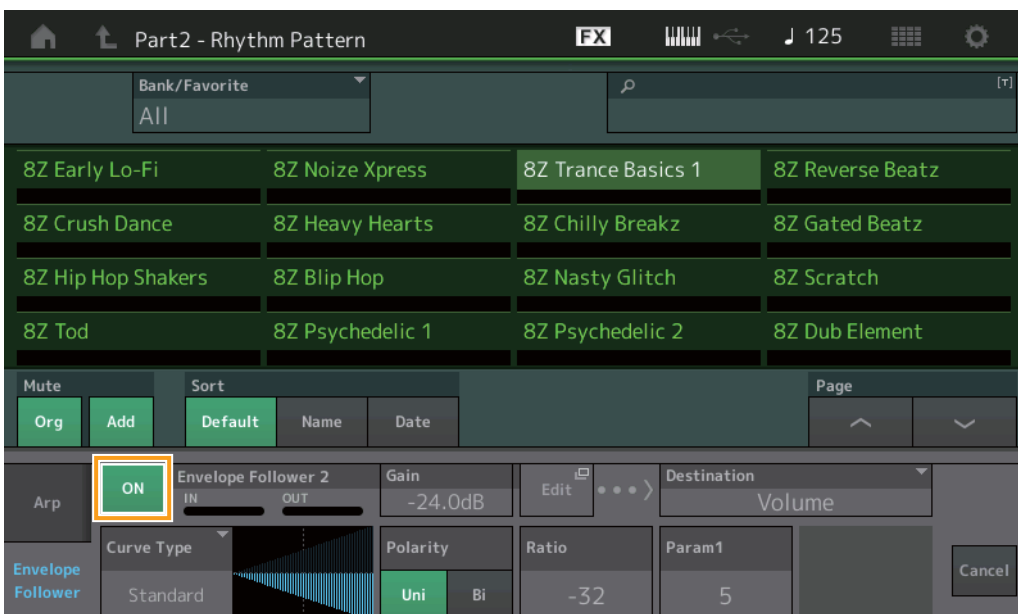 Part2 - Rhythm Pattern FX ♩ 125
Bank/Favorite [T]
All
8Z Early Lo-Fi 8Z Noize Xpress 8Z Trance Basics 1 8Z Reverse Beatz
8Z Crush Dance 8Z Heavy Hearts 8Z Chilly Breakz 8Z Gated Beatz
8Z Hip Hop Shakers 8Z Blip Hop 8Z Nasty Glitch 8Z Scratch
8Z Tod 8Z Psychedelic 1 8Z Psychedelic 2 8Z Dub Element
Mute Sort Page
Org Add Default Name Date
Arp ON Envelope Follower 2 Gain Edit Destination
IN OUT -24.0dB Volume
Curve Type Polarity Ratio Param1
Envelope Follower Standard Uni Bi -32 5 Cancel